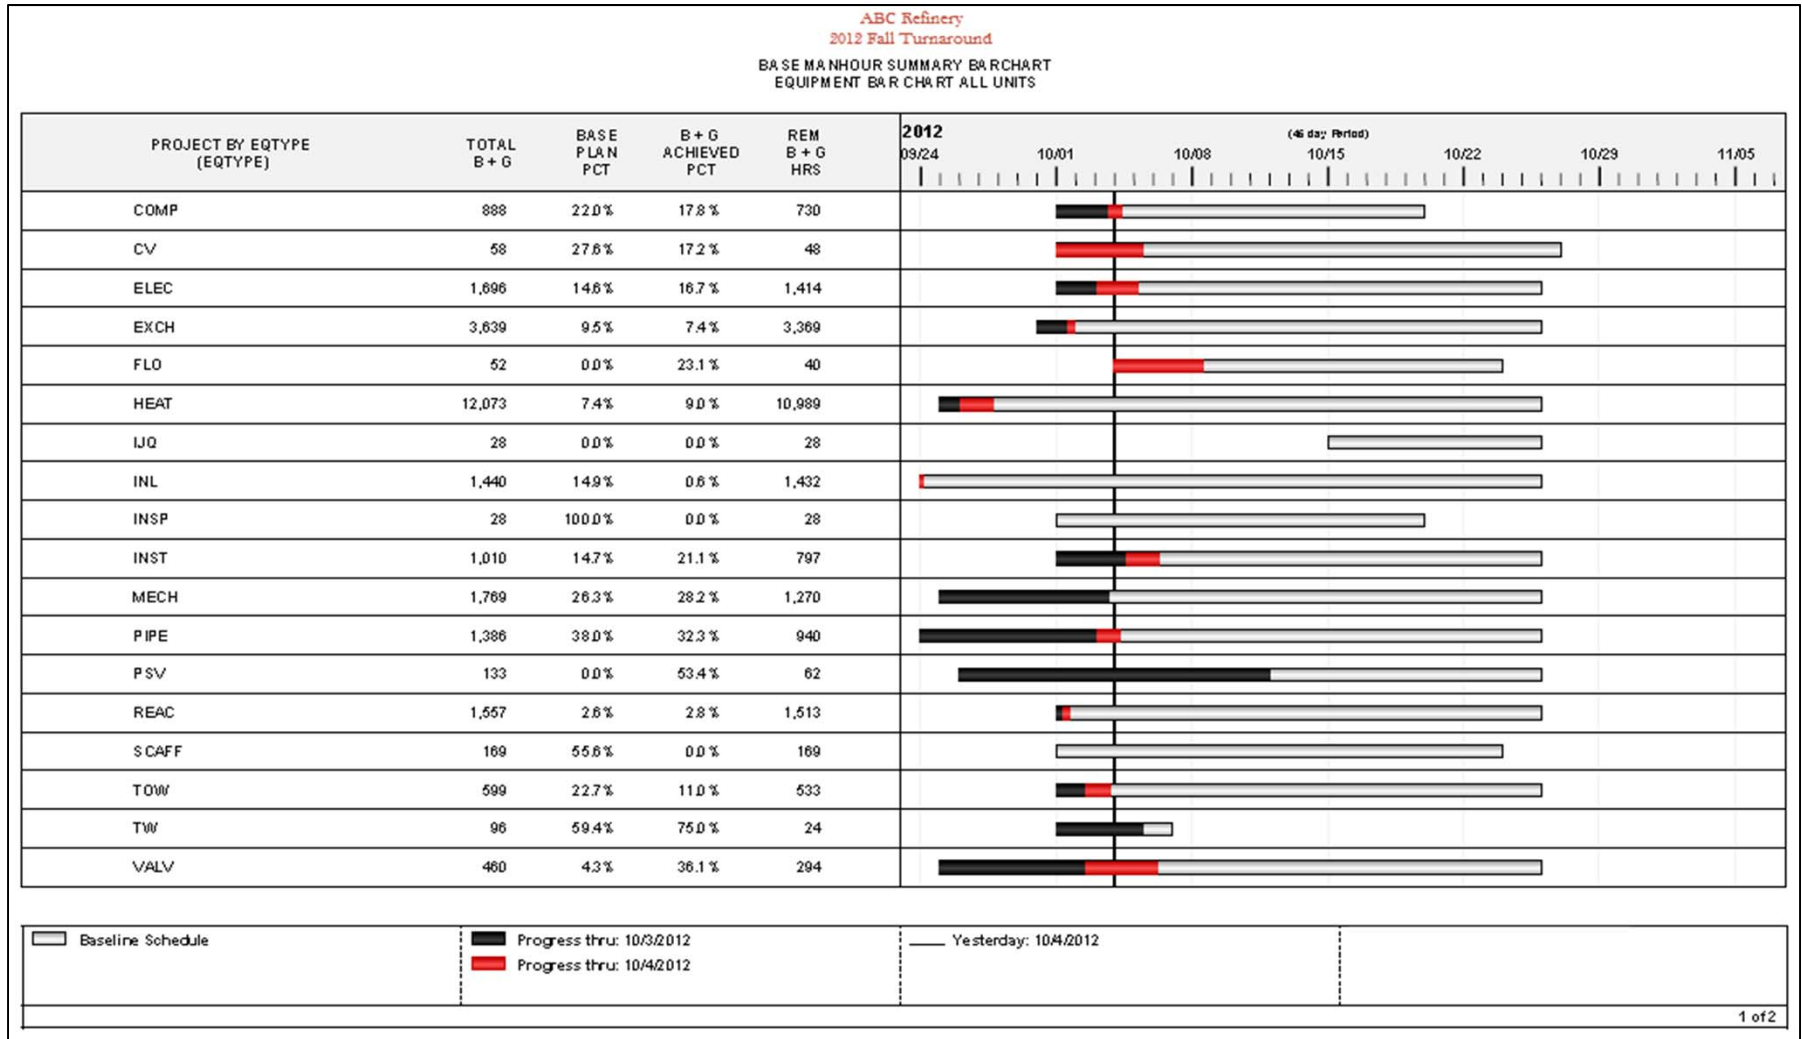 ABC Refinery
2012 Fall Turnaround
BASE MANHOUR SUMMARY BARCHART
EQUIPMENT BAR CHART ALL UNITS
PROJECT BY EQTYPE (EQTYPE) TOTAL B + G BASE PLAN PCT B + G ACHIEVED PCT REM B + G HRS
2012 (46 day Period)
09/24 10/01 10/08 10/15 10/22 10/29 11/05
COMP 888 22.0% 17.8% 730
CV 58 27.6% 17.2% 48
ELEC 1,696 14.6% 16.7% 1,414
EXCH 3,639 9.5% 7.4% 3,369
FLO 52 0.0% 23.1% 40
HEAT 12,073 7.4% 9.0% 10,989
IJQ 28 0.0% 0.0% 28
INL 1,440 14.9% 0.6% 1,432
INSP 28 100.0% 0.0% 28
INST 1,010 14.7% 21.1% 797
MECH 1,769 26.3% 28.2% 1,270
PIPE 1,386 38.0% 32.3% 940
PSV 133 0.0% 53.4% 62
REAC 1,557 2.6% 2.8% 1,513
SCAFF 169 55.6% 0.0% 169
TOW 599 22.7% 11.0% 533
TW 96 59.4% 75.0% 24
VALV 460 4.3% 36.1% 294
Baseline Schedule Progress thru: 10/3/2012 Yesterday: 10/4/2012
Progress thru: 10/4/2012
1 of 2